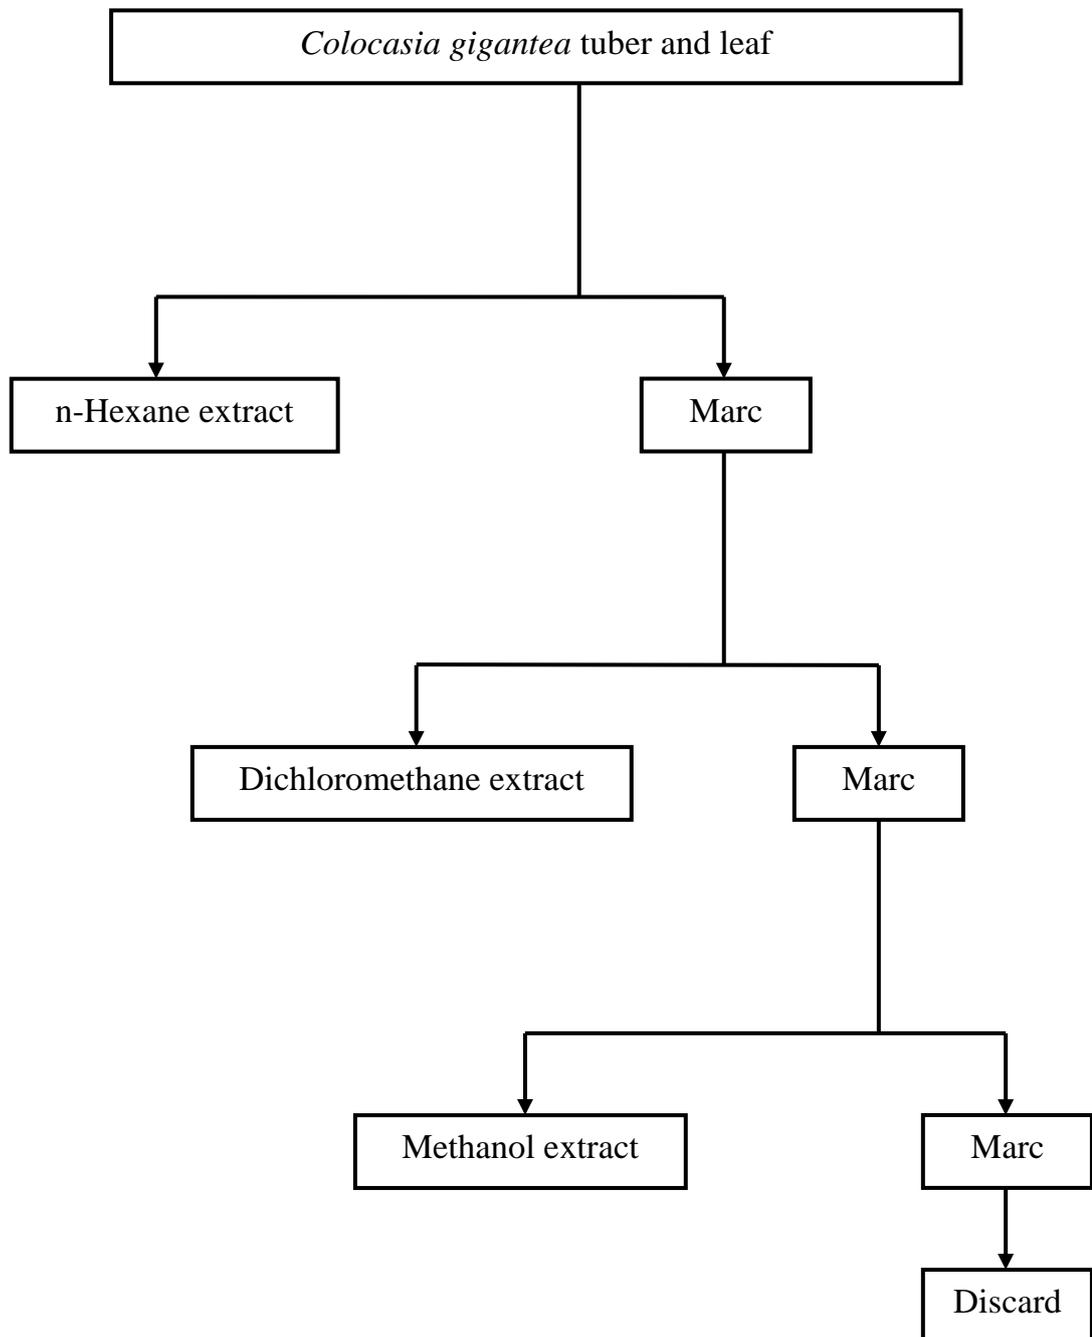 Colocasia gigantea tuber and leaf
n-Hexane extract
Marc
Dichloromethane extract
Marc
Methanol extract
Marc
Discard